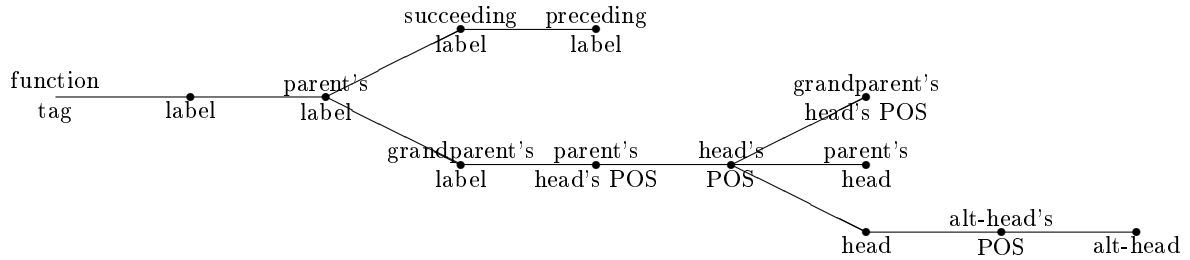 succeeding
label
preceding
label
function
tag
label
parent's
label
grandparent's
head's POS
grandparent's
label
parent's
head's POS
head's
POS
parent's
head
head
alt-head's
POS
alt-head